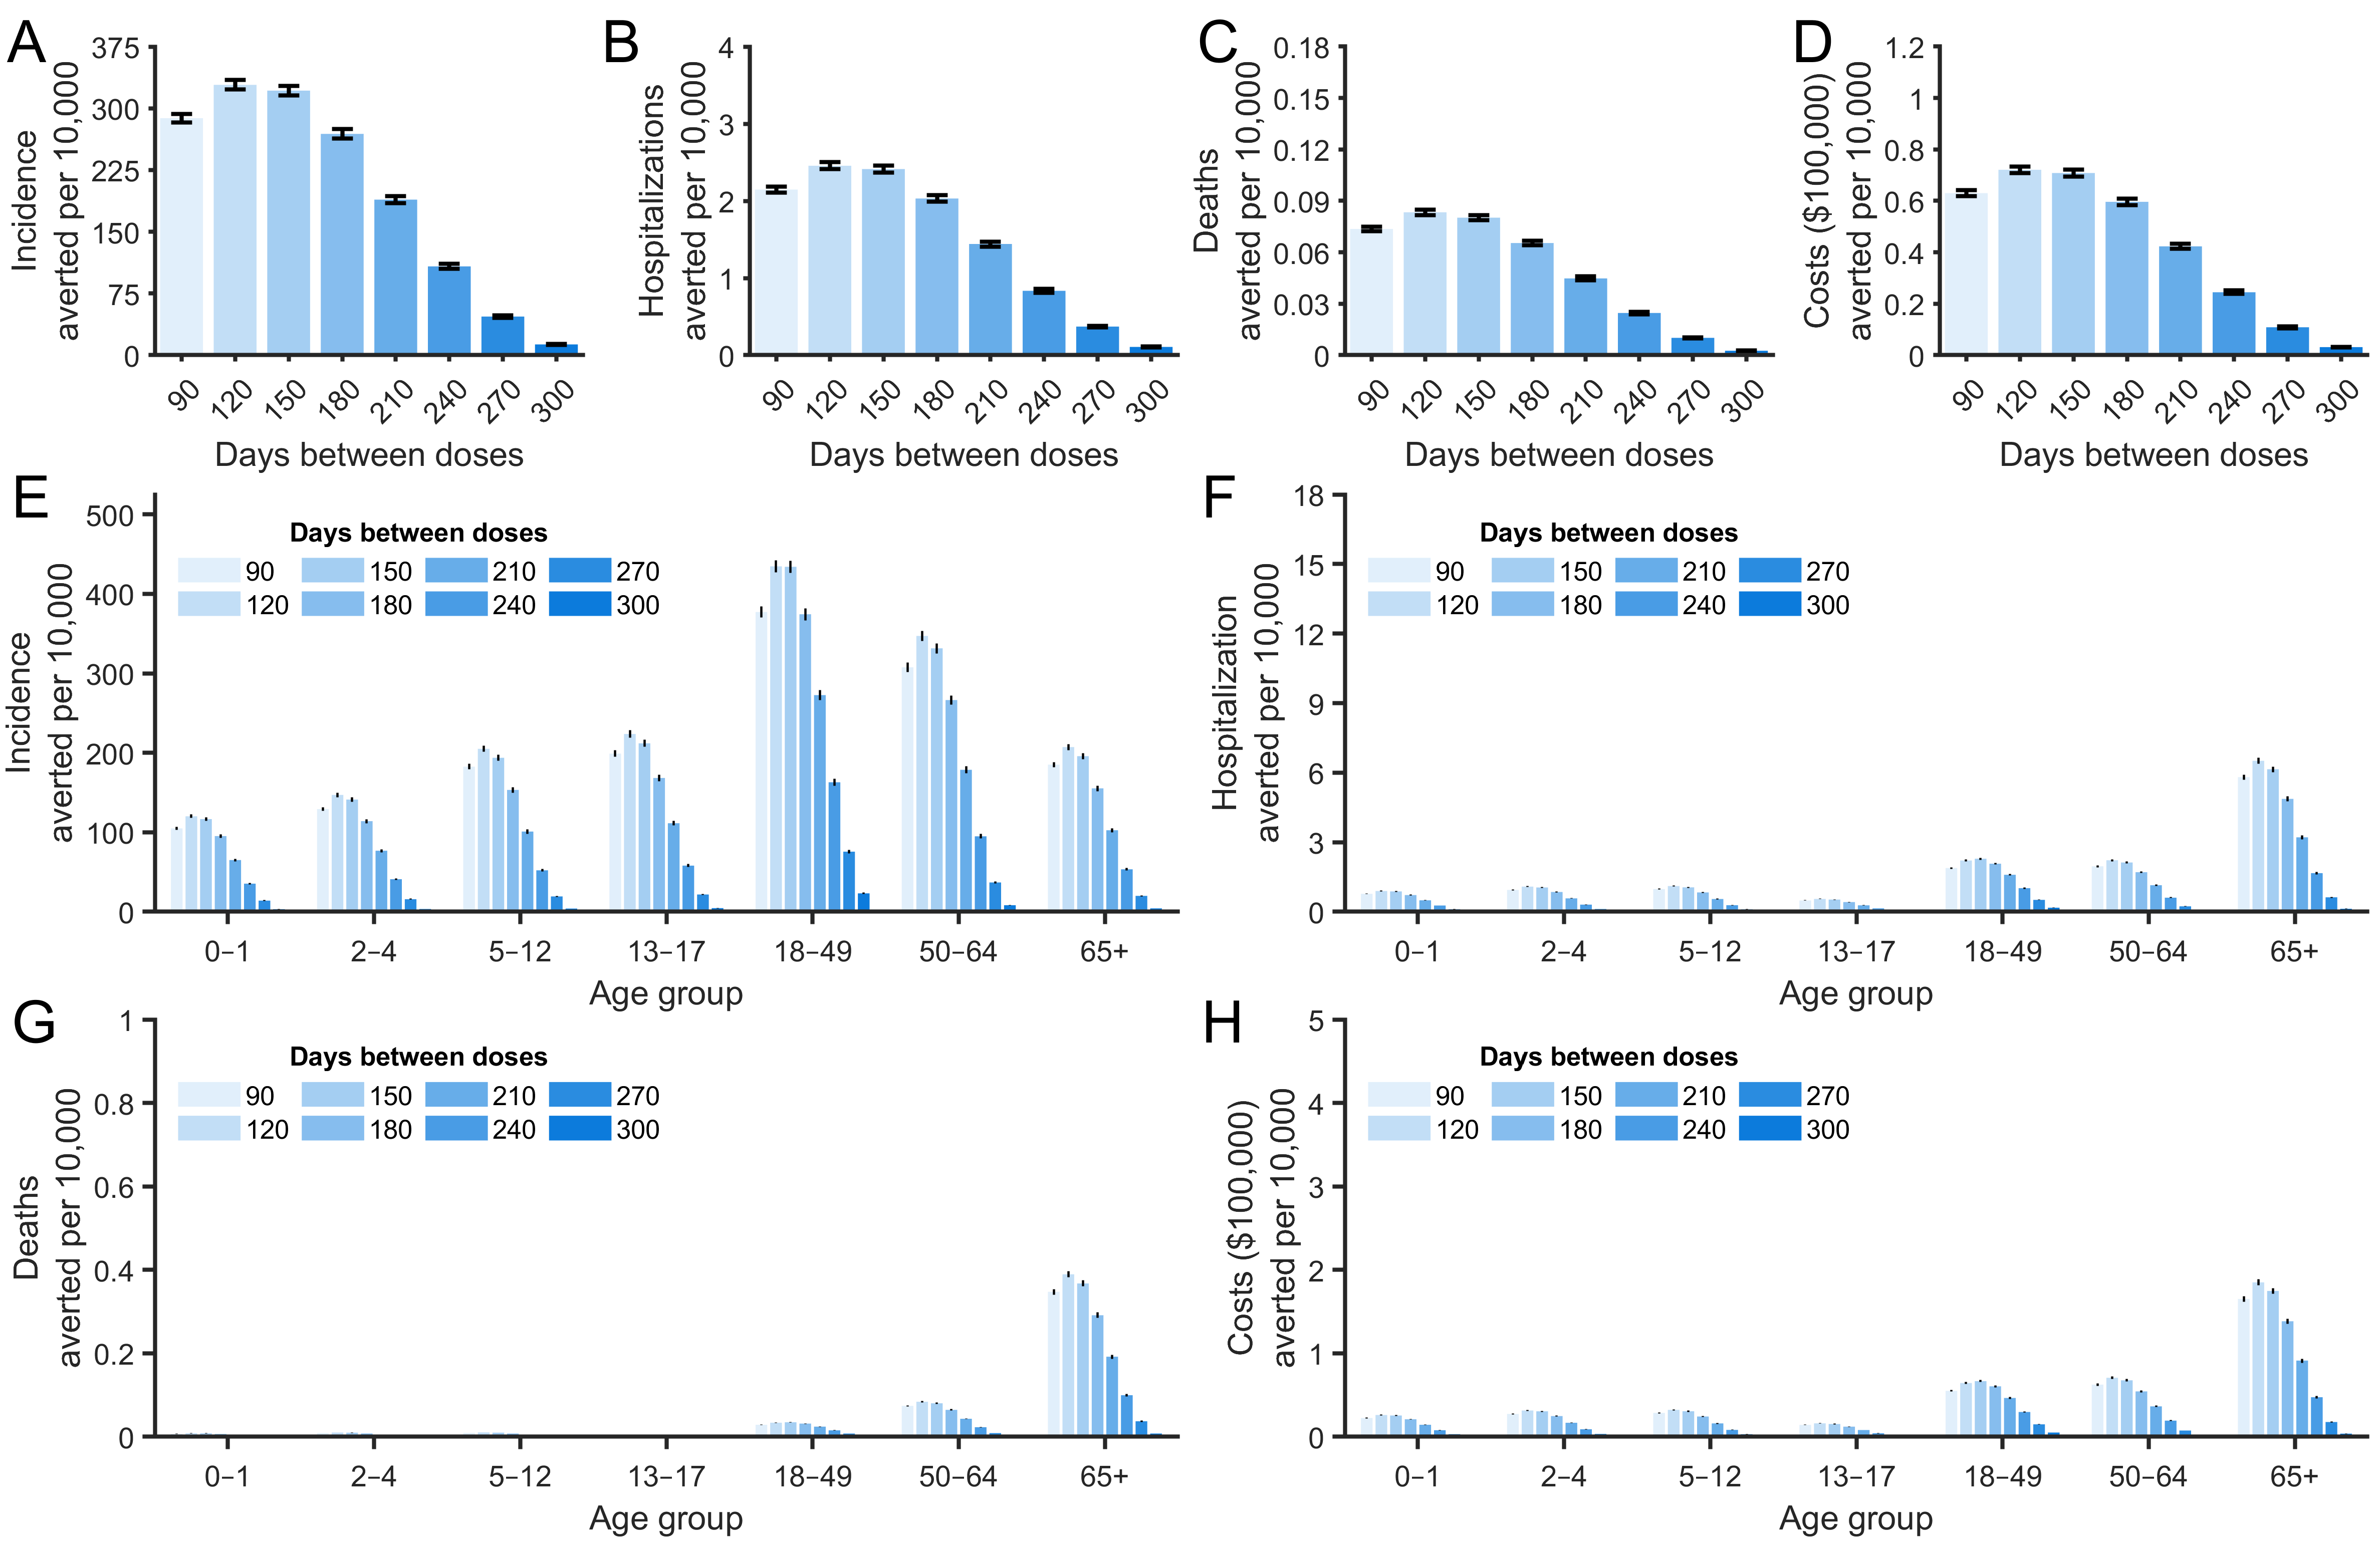 A
Incidence
averted per 10,000
375
300
225
150
75
0
90 120 150 180 210 240 270 300
Days between doses
B
Hospitalizations
averted per 10,000
4
3
2
1
0
90 120 150 180 210 240 270 300
Days between doses
C
Deaths
averted per 10,000
0.18
0.15
0.12
0.09
0.06
0.03
0
90 120 150 180 210 240 270 300
Days between doses
D
Costs ($100,000)
averted per 10,000
1.2
1
0.8
0.6
0.4
0.2
0
90 120 150 180 210 240 270 300
Days between doses
E
Incidence
averted per 10,000
500
400
300
200
100
0
Days between doses
90 150 210 270
120 180 240 300
0–1 2–4 5–12 13–17 18–49 50–64 65+
Age group
F
Hospitalization
averted per 10,000
18
15
12
9
6
3
0
Days between doses
90 150 210 270
120 180 240 300
0–1 2–4 5–12 13–17 18–49 50–64 65+
Age group
G
Deaths
averted per 10,000
1
0.8
0.6
0.4
0.2
0
Days between doses
90 150 210 270
120 180 240 300
0–1 2–4 5–12 13–17 18–49 50–64 65+
Age group
H
Costs ($100,000)
averted per 10,000
5
4
3
2
1
0
Days between doses
90 150 210 270
120 180 240 300
0–1 2–4 5–12 13–17 18–49 50–64 65+
Age group